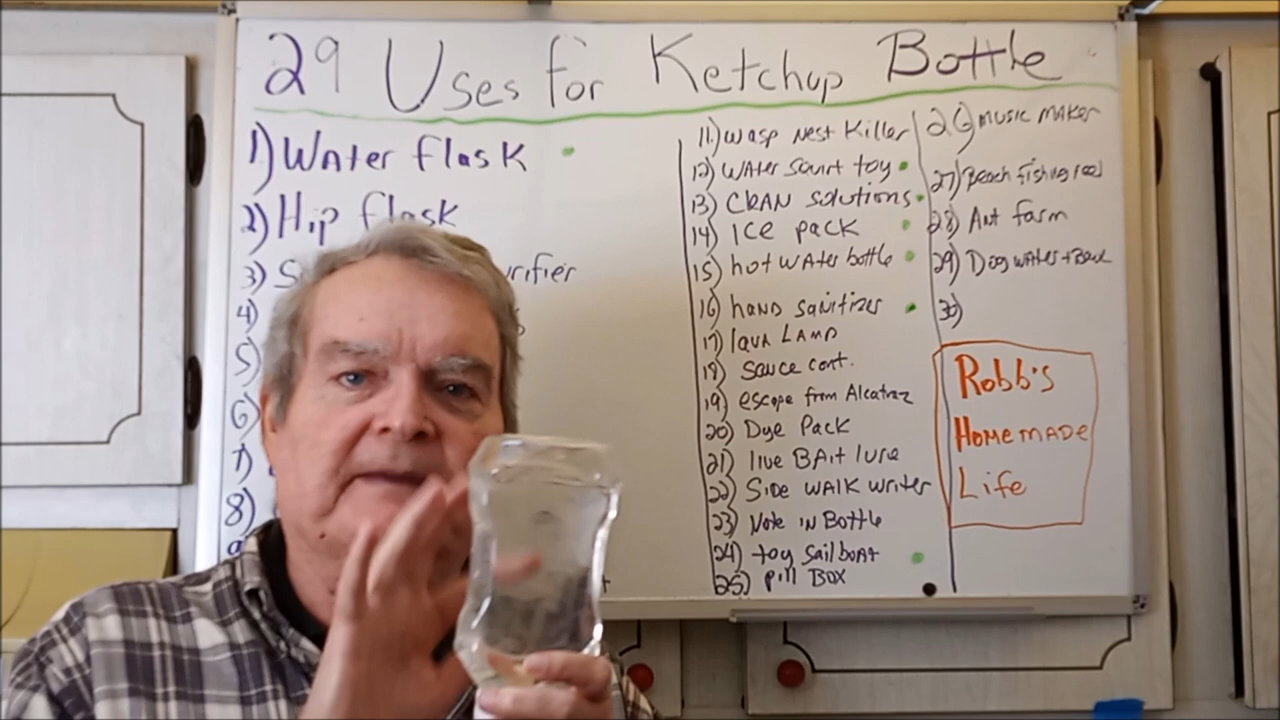 29 Uses for Ketchup Bottle
1) Water flask
2) Hip flask
3)
4)
5)
6)
7)
8)
11.) Wasp Nest Killer
12) Water Squirt toy
13) CLEAN solutions
14) ICE pack
15) hot water bottle
16) hand sanitizer
17) lava LAMP
18) sauce cont.
19) escape from Alcatraz
20) Dye Pack
21) live BAit lure
22) Side WALK writer
23) Note in Bottle
24) toy sailboat
25) pill BOX
26) music maker
27) Beach fishing reel
28) Ant farm
29) Dog water + Bowl
30)
Robb's
Homemade
Life